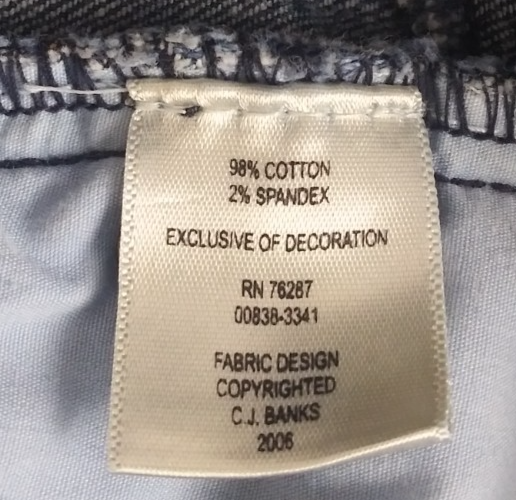 98% COTTON
2% SPANDEX
EXCLUSIVE OF DECORATION
RN 76287
00838-3341
FABRIC DESIGN
COPYRIGHTED
C.J. BANKS
2006